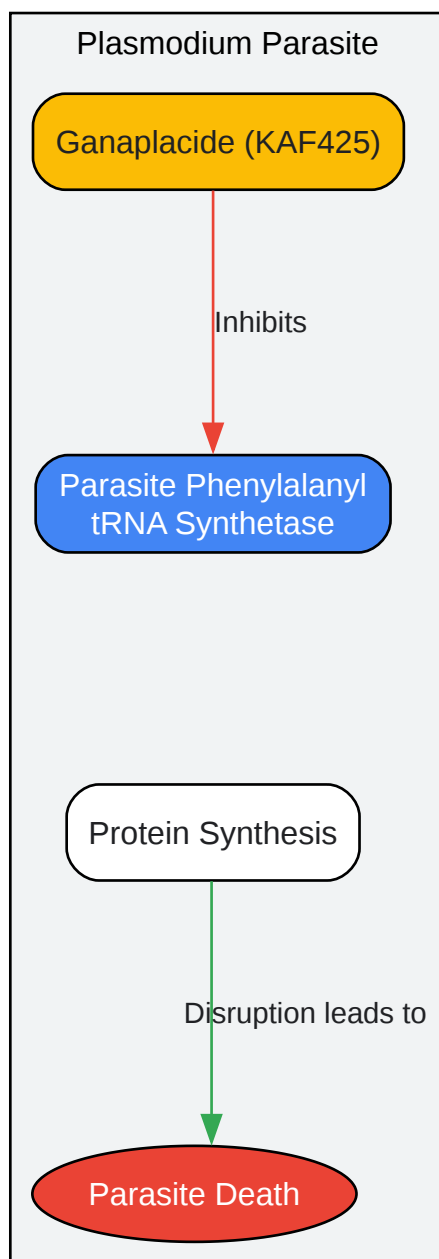 Plasmodium Parasite
Ganaplacide (KAF425)
Inhibits
Parasite Phenylalanyl
tRNA Synthetase
Protein Synthesis
Disruption leads to
Parasite Death